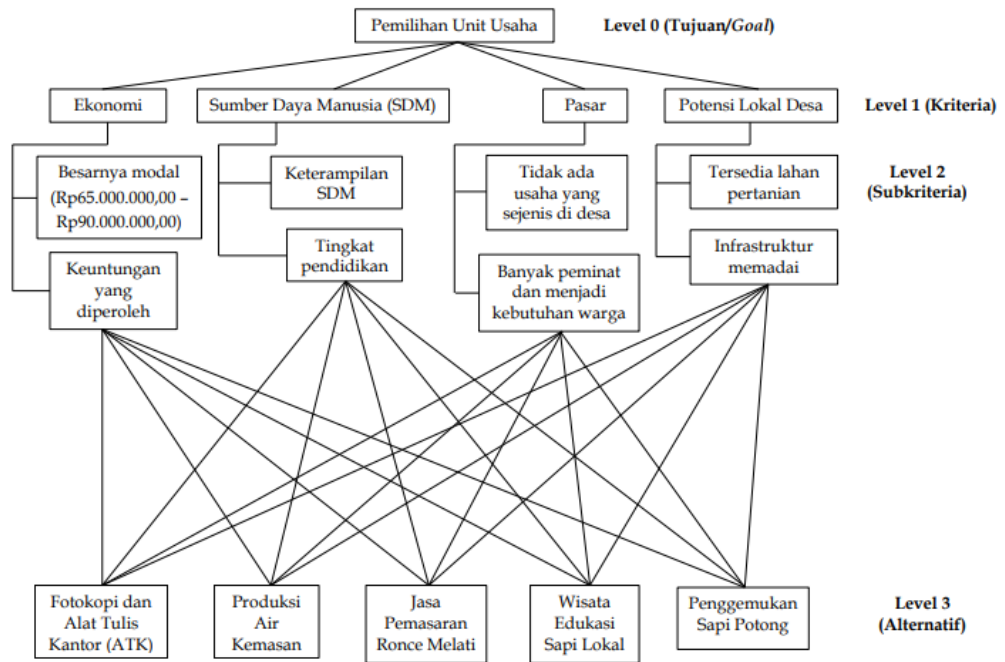 Pemilihan Unit Usaha
Level 0 (Tujuan/Goal)
Ekonomi
Sumber Daya Manusia (SDM)
Pasar
Potensi Lokal Desa
Level 1 (Kriteria)
Besarnya modal
(Rp65.000.000,00 –
Rp90.000.000,00)
Keterampilan
SDM
Tidak ada
usaha yang
sejenis di desa
Tersedia lahan
pertanian
Level 2
(Subkriteria)
Keuntungan
yang
diperoleh
Tingkat
pendidikan
Banyak peminat
dan menjadi
kebutuhan warga
Infrastruktur
memadai
Fotokopi dan
Alat Tulis
Kantor (ATK)
Produksi
Air
Kemasan
Jasa
Pemasaran
Ronce Melati
Wisata
Edukasi
Sapi Lokal
Penggemukan
Sapi Potong
Level 3
(Alternatif)